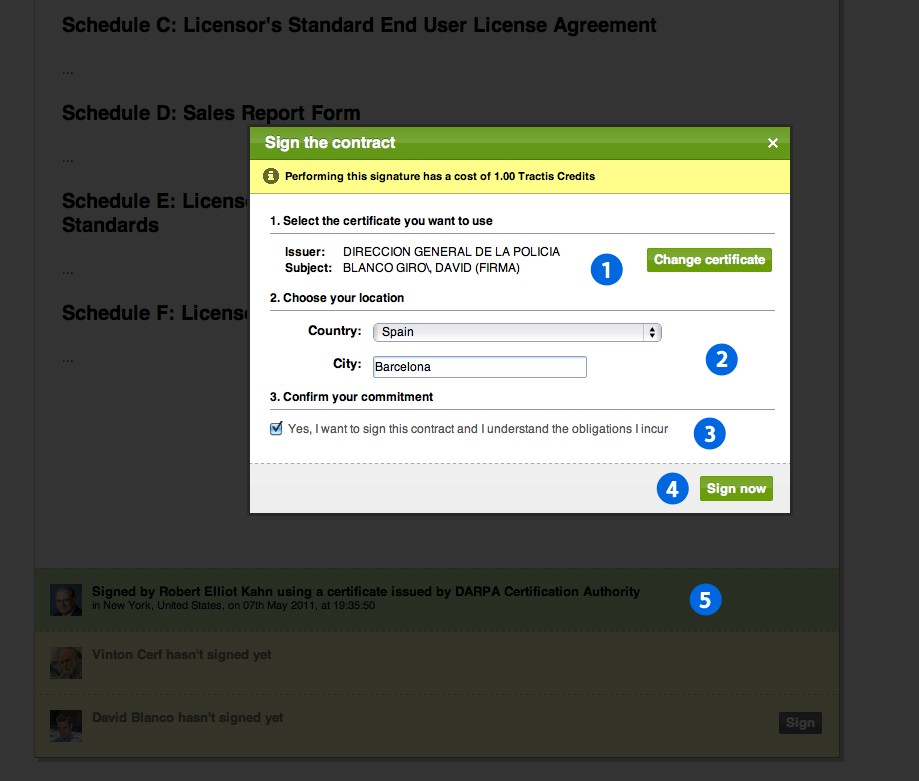 Schedule C: Licensor's Standard End User License Agreement
...
Schedule D: Sales Report Form
...
Schedule E: Licens
Standards
...
Schedule F: Licens
...
Sign the contract ×
Performing this signature has a cost of 1.00 Tractis Credits
1. Select the certificate you want to use
Issuer: DIRECCION GENERAL DE LA POLICIA
Subject: BLANCO GIRO\, DAVID (FIRMA)
1
Change certificate
2. Choose your location
Country: Spain
City: Barcelona
2
3. Confirm your commitment
Yes, I want to sign this contract and I understand the obligations I incur
3
4
Sign now
Signed by Robert Elliot Kahn using a certificate issued by DARPA Certification Authority
in New York, United States, on 07th May 2011, at 19:35:50
5
Vinton Cerf hasn't signed yet
David Blanco hasn't signed yet
Sign